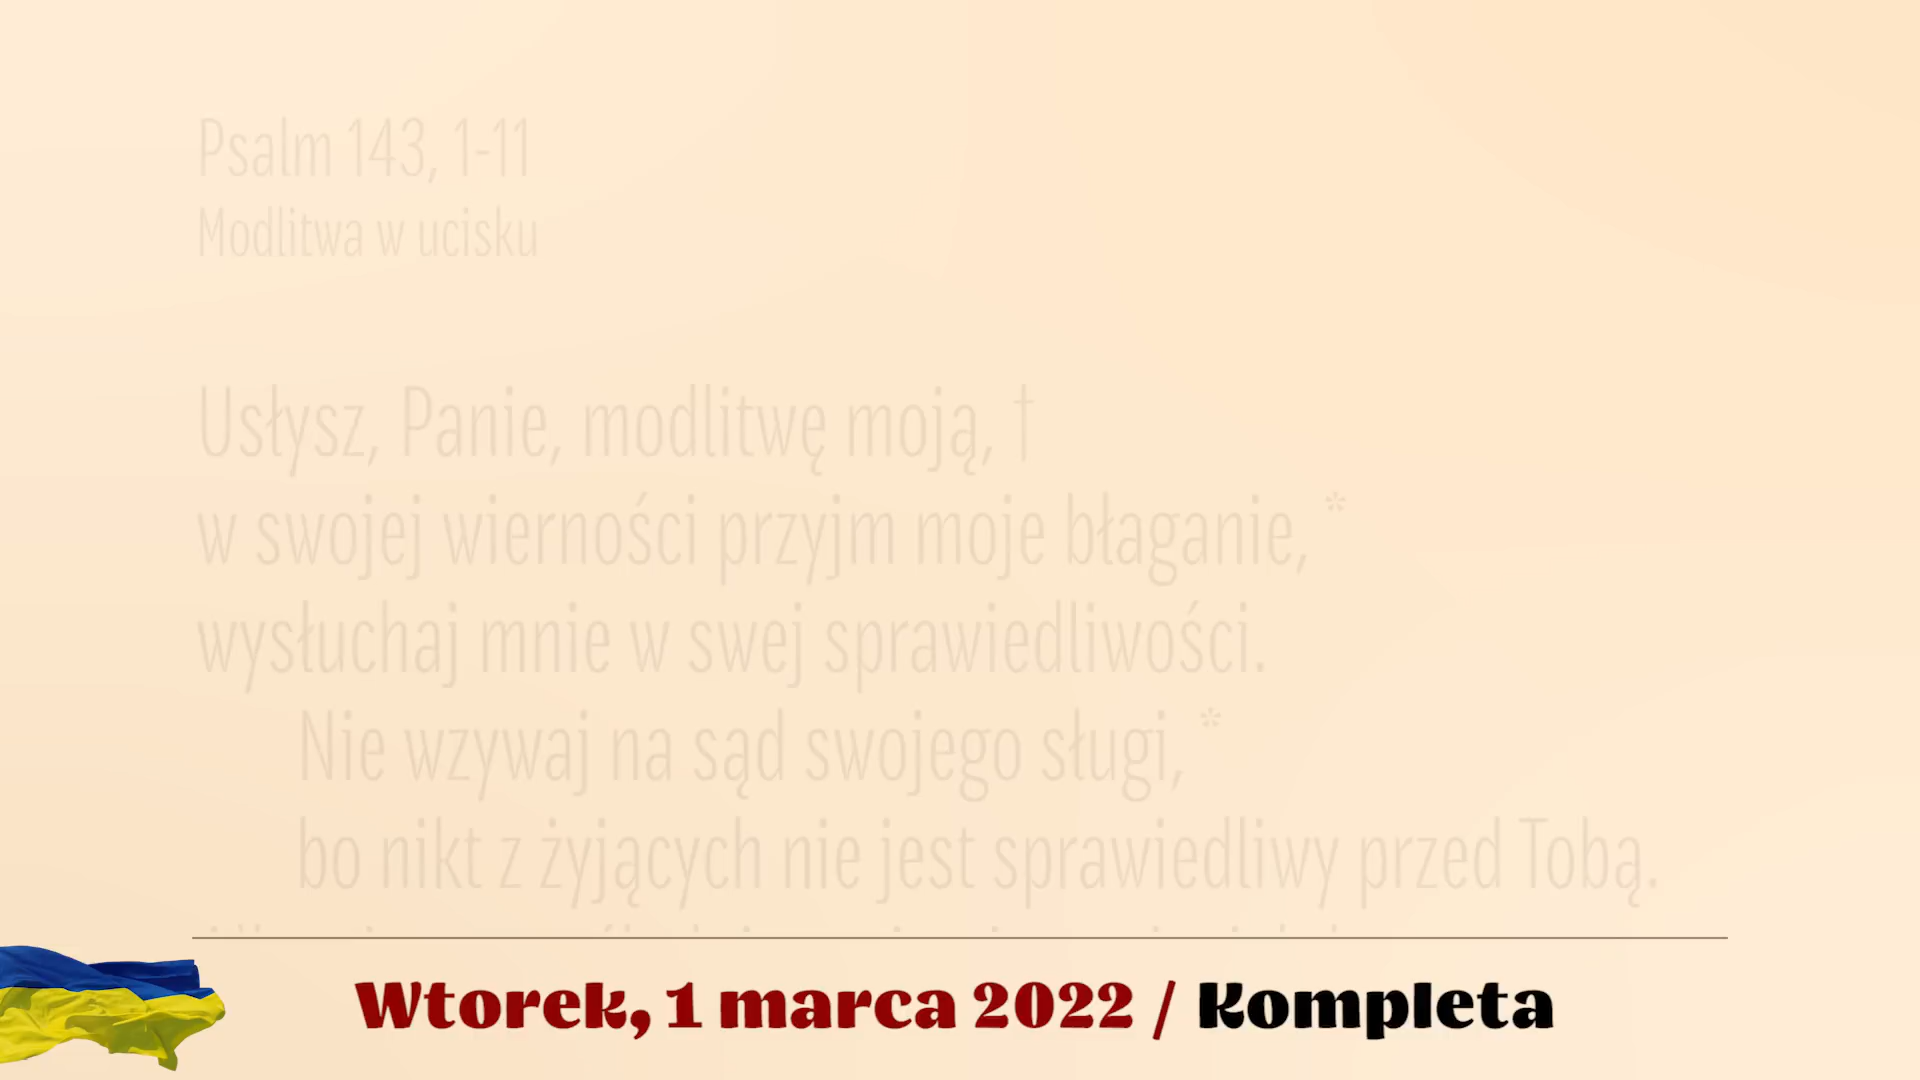 Psalm 143, 1-11
Modlitwa w ucisku
Usłysz, Panie, modlitwę moją, †
w swojej wierności przyjm moje błaganie, *
wysłuchaj mnie w swej sprawiedliwości.
Nie wzywaj na sąd swojego sługi, *
bo nikt z żyjących nie jest sprawiedliwy przed Tobą.
Wtorek, 1 marca 2022 / Kompleta